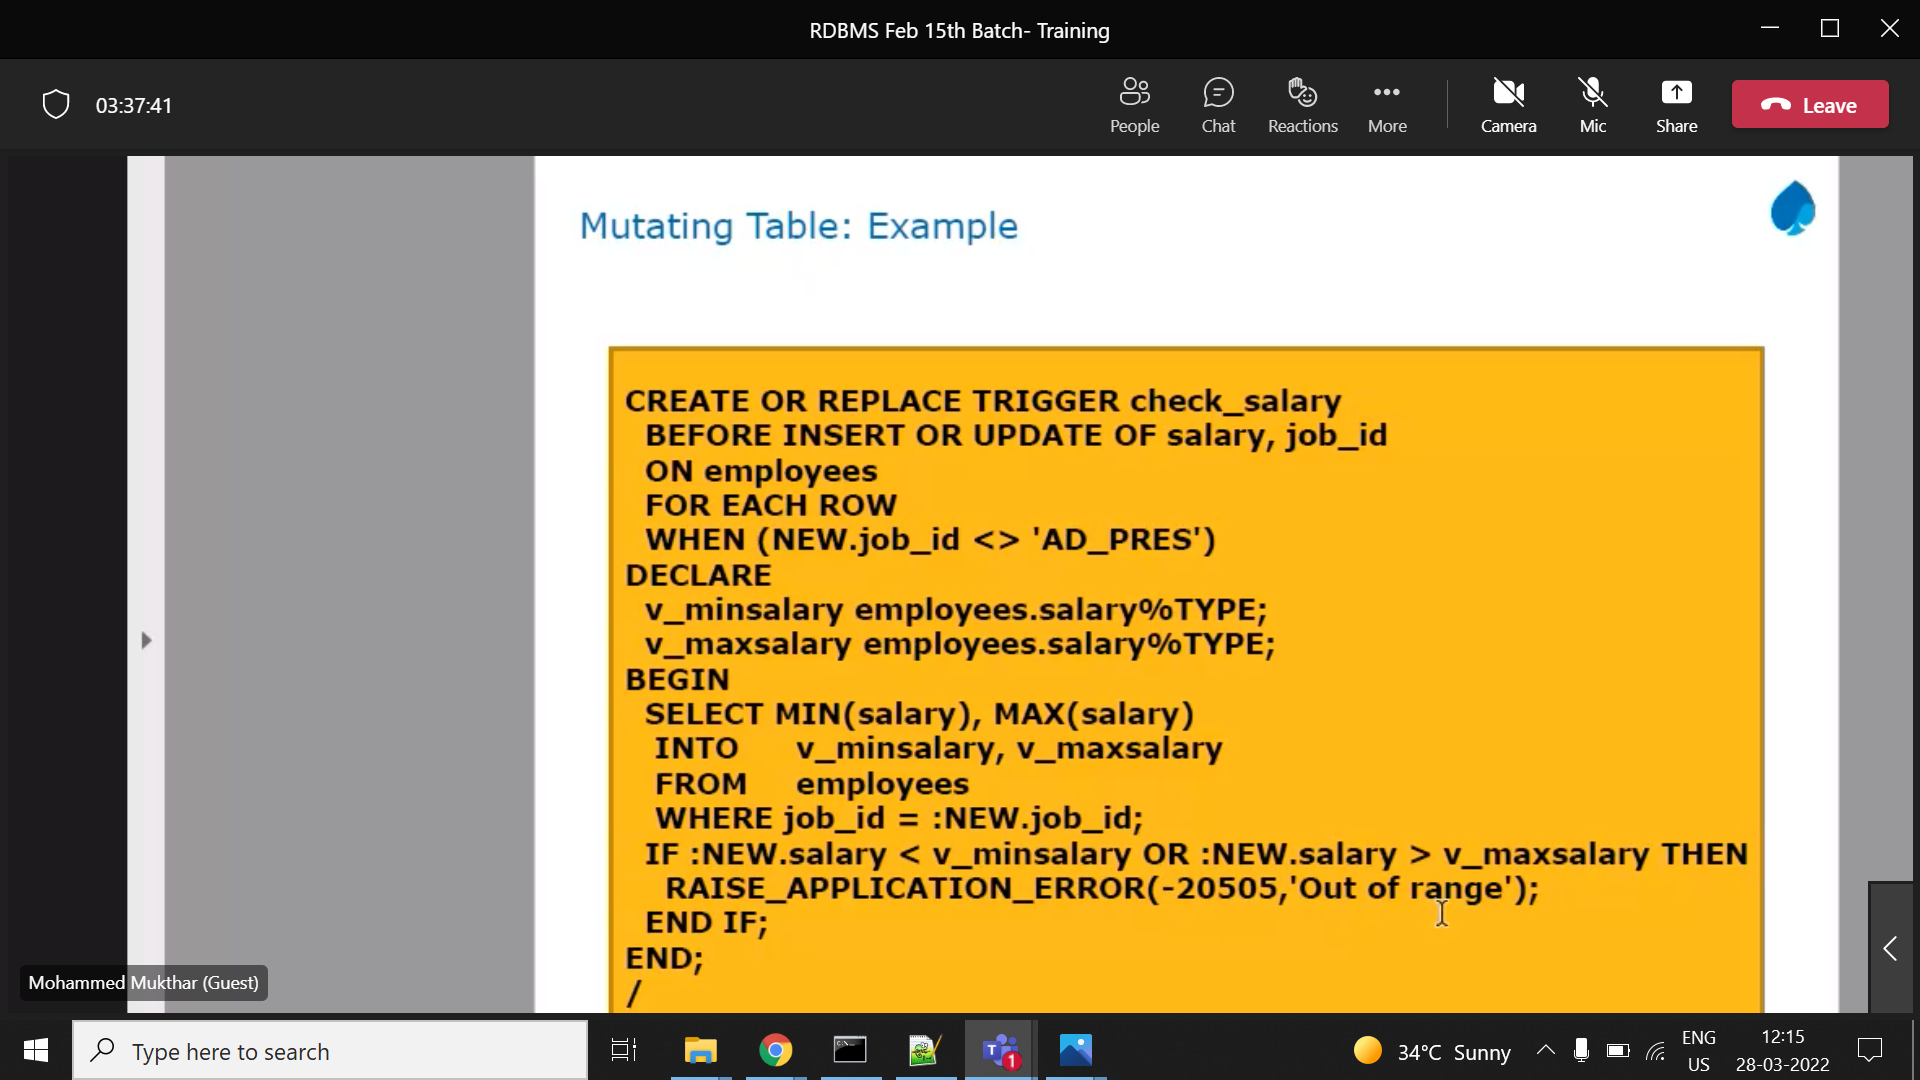 RDBMS Feb 15th Batch- Training
03:37:41
People
Chat
Reactions
More
Camera
Mic
Share
Leave
Mutating Table: Example
CREATE OR REPLACE TRIGGER check_salary
BEFORE INSERT OR UPDATE OF salary, job_id
ON employees
FOR EACH ROW
WHEN (NEW.job_id <> 'AD_PRES')
DECLARE
v_minsalary employees.salary%TYPE;
v_maxsalary employees.salary%TYPE;
BEGIN
SELECT MIN(salary), MAX(salary)
INTO v_minsalary, v_maxsalary
FROM employees
WHERE job_id = :NEW.job_id;
IF :NEW.salary < v_minsalary OR :NEW.salary > v_maxsalary THEN
RAISE_APPLICATION_ERROR(-20505,'Out of range');
END IF;
END;
/
Mohammed Mukthar (Guest)
Type here to search
T 1
34°C Sunny
ENG
US
12:15
28-03-2022